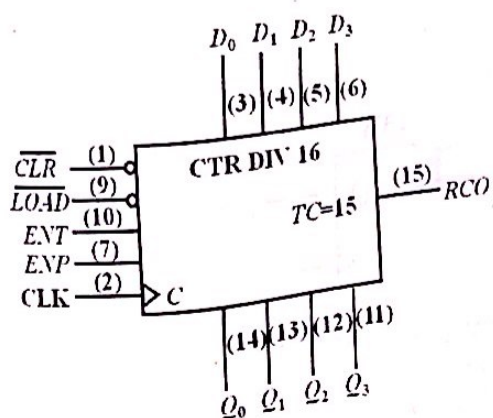 D0 D1 D2 D3
(3) (4) (5) (6)
CTR DIV 16
CLR (1)
LOAD (9)
ENT (10)
ENP (7)
CLK (2)
C
TC=15
(15) RCO
(14) (13) (12) (11)
Q0 Q1 Q2 Q3